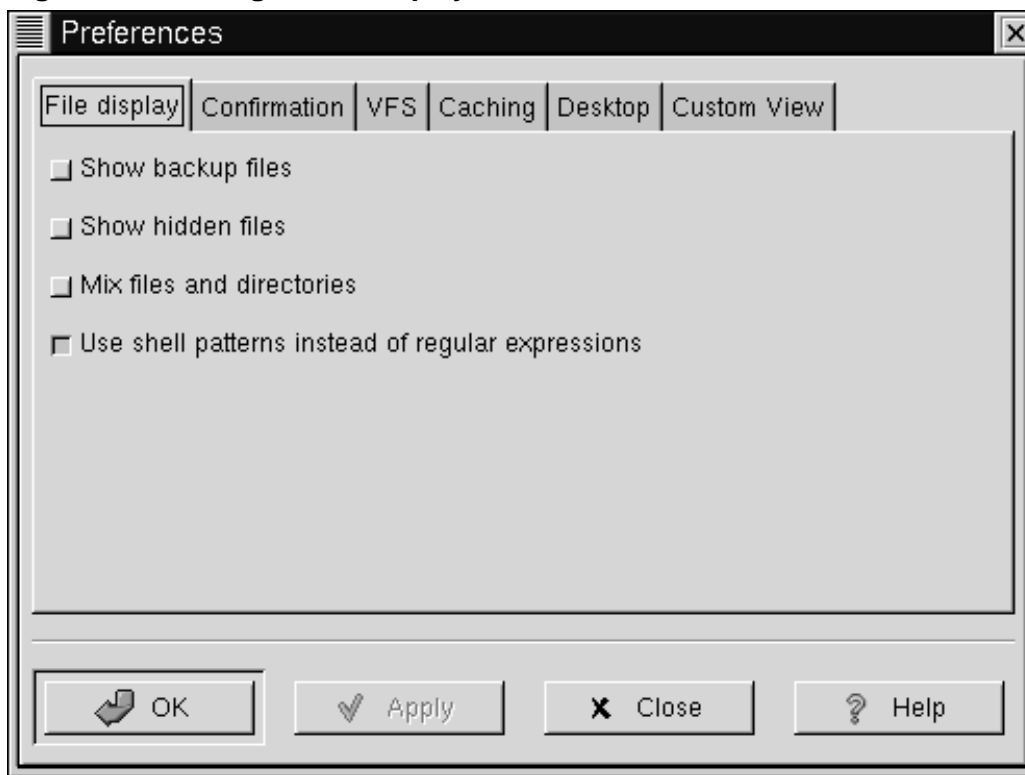 Preferences
File display Confirmation VFS Caching Desktop Custom View
Show backup files
Show hidden files
Mix files and directories
Use shell patterns instead of regular expressions
OK Apply Close Help